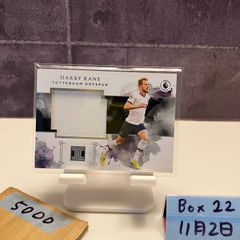 HARRY KANE
TOTTENHAM HOTSPUR
5000
Box 22
11月2日